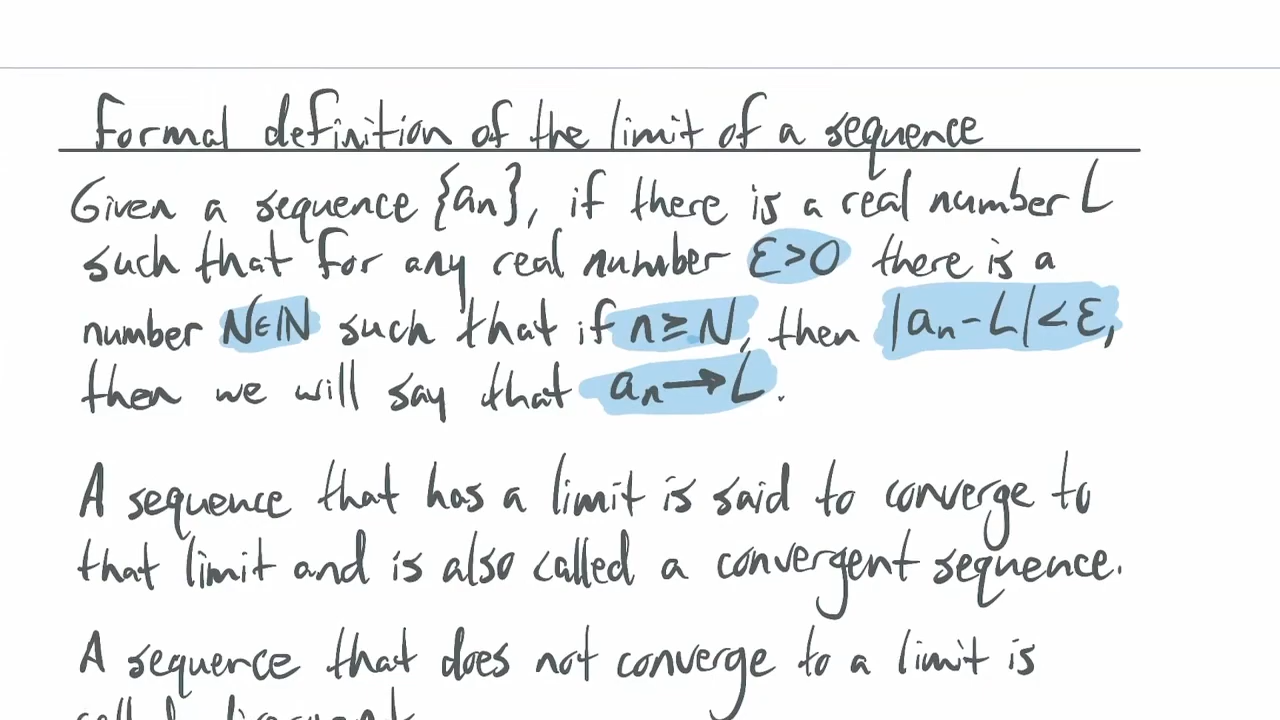 Formal definition of the limit of a sequence
Given a sequence {aₙ}, if there is a real number L
such that for any real number ε>0 there is a
number N∈ℕ such that if n≥N, then |aₙ-L|<ε,
then we will say that aₙ→L.
A sequence that has a limit is said to converge to
that limit and is also called a convergent sequence.
A sequence that does not converge to a limit is